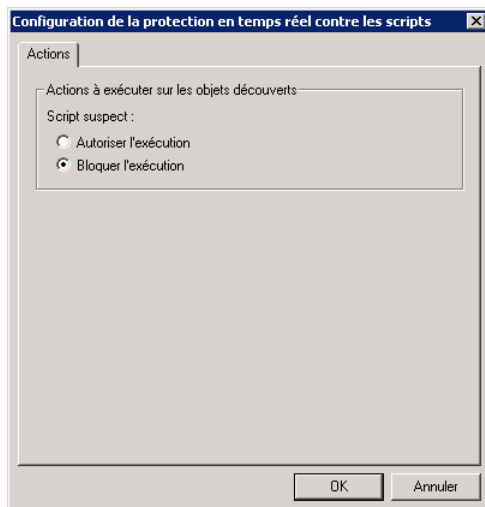 Configuration de la protection en temps réel contre les scripts
Actions
Actions à exécuter sur les objets découverts
Script suspect :
Autoriser l'exécution
Bloquer l'exécution
OK
Annuler